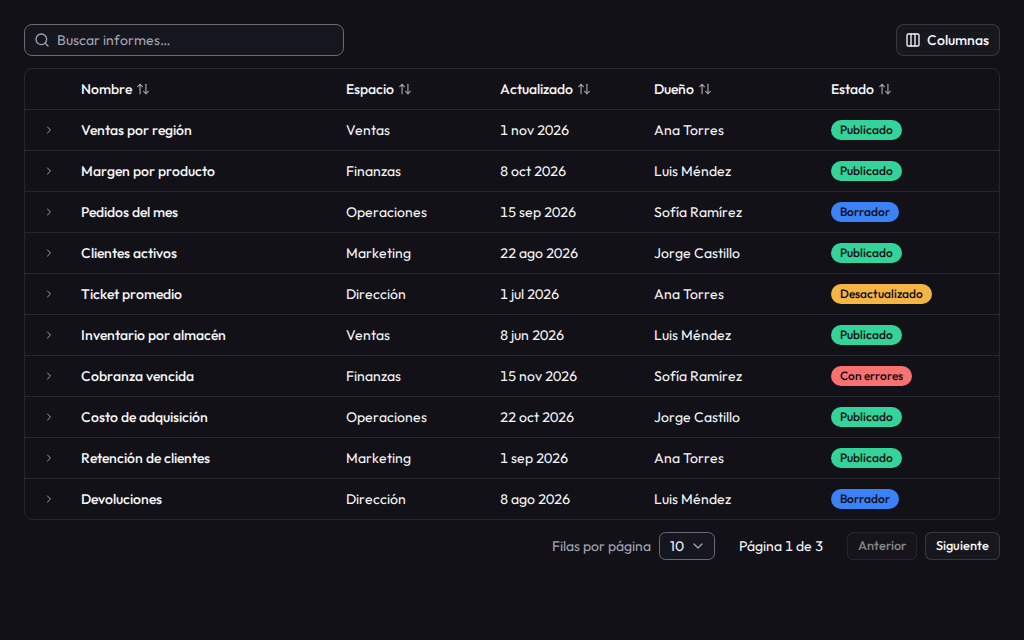 Buscar informes...
Columnas
Nombre Espacio Actualizado Dueño Estado
Ventas por región Ventas 1 nov 2026 Ana Torres Publicado
Margen por producto Finanzas 8 oct 2026 Luis Méndez Publicado
Pedidos del mes Operaciones 15 sep 2026 Sofía Ramírez Borrador
Clientes activos Marketing 22 ago 2026 Jorge Castillo Publicado
Ticket promedio Dirección 1 jul 2026 Ana Torres Desactualizado
Inventario por almacén Ventas 8 jun 2026 Luis Méndez Publicado
Cobranza vencida Finanzas 15 nov 2026 Sofía Ramírez Con errores
Costo de adquisición Operaciones 22 oct 2026 Jorge Castillo Publicado
Retención de clientes Marketing 1 sep 2026 Ana Torres Publicado
Devoluciones Dirección 8 ago 2026 Luis Méndez Borrador
Filas por página 10 Página 1 de 3 Anterior Siguiente